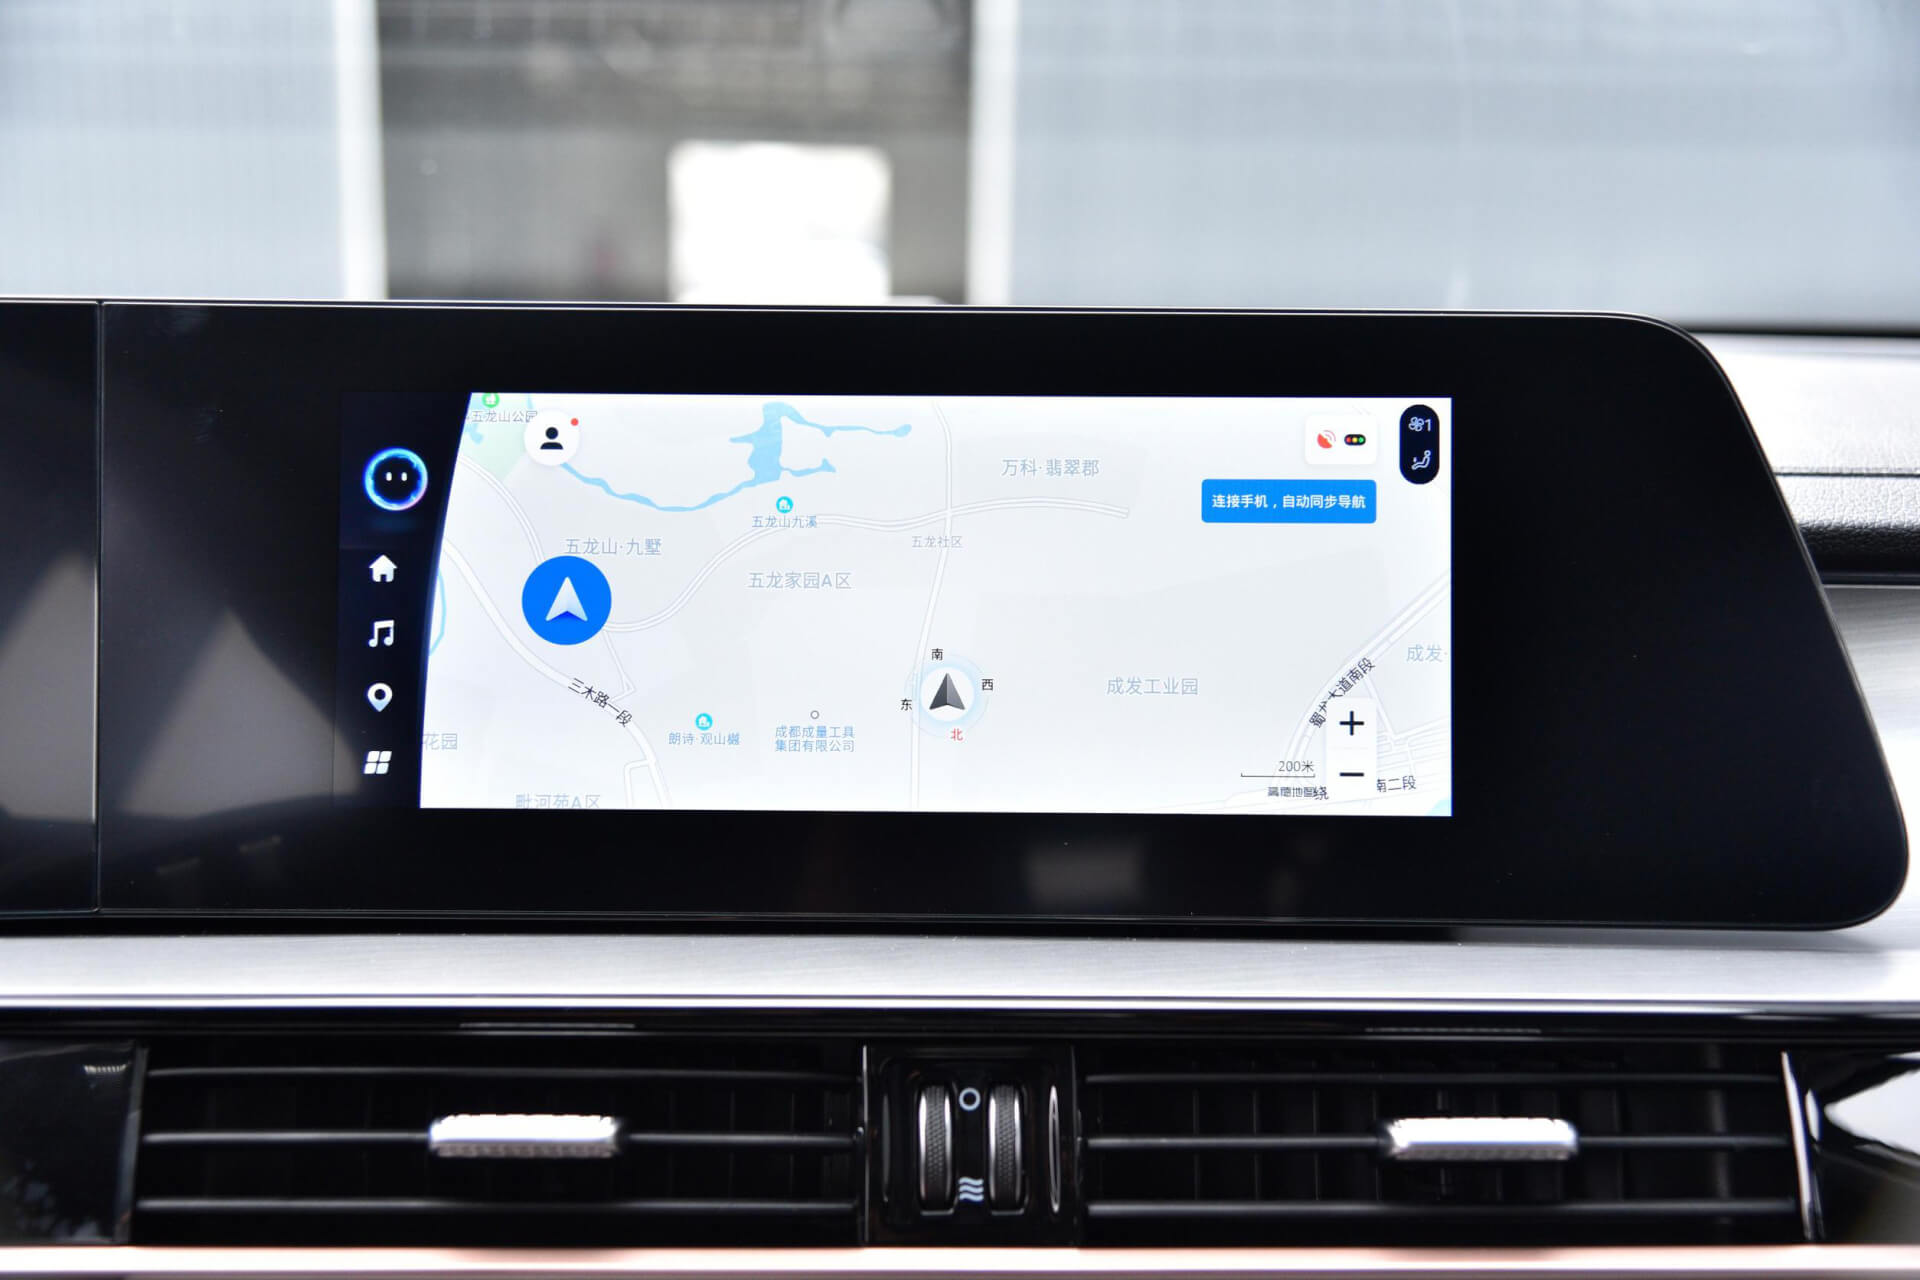 五龙山公园
1
万科·翡翠郡
连接手机，自动同步导航
五龙山九溪
五龙社区
五龙山·九墅
五龙家园A区
南
西
东
北
成发·
成发工业园
蜀龙大道南段
三木路一段
朗诗·观山樾
成都成量工具
集团有限公司
花园
毗河苑A区
200米
高德地图
绕
南二段